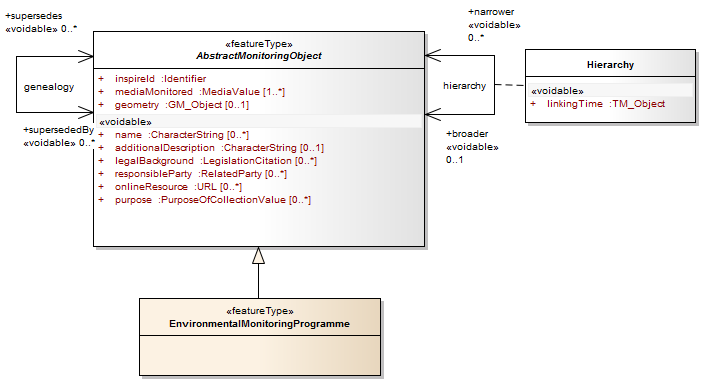 +supersedes
«voidable» 0..*
genealogy
+supersededBy
«voidable» 0..*
«featureType»
AbstractMonitoringObject
+ inspireId :Identifier
+ mediaMonitored :MediaValue [1..*]
+ geometry :GM_Object [0..1]
«voidable»
+ name :CharacterString [0..*]
+ additionalDescription :CharacterString [0..1]
+ legalBackground :LegislationCitation [0..*]
+ responsibleParty :RelatedParty [0..*]
+ onlineResource :URL [0..*]
+ purpose :PurposeOfCollectionValue [0..*]
+narrower
«voidable»
0..*
hierarchy
+broader
«voidable»
0..1
Hierarchy
«voidable»
+ linkingTime :TM_Object
«featureType»
EnvironmentalMonitoringProgramme